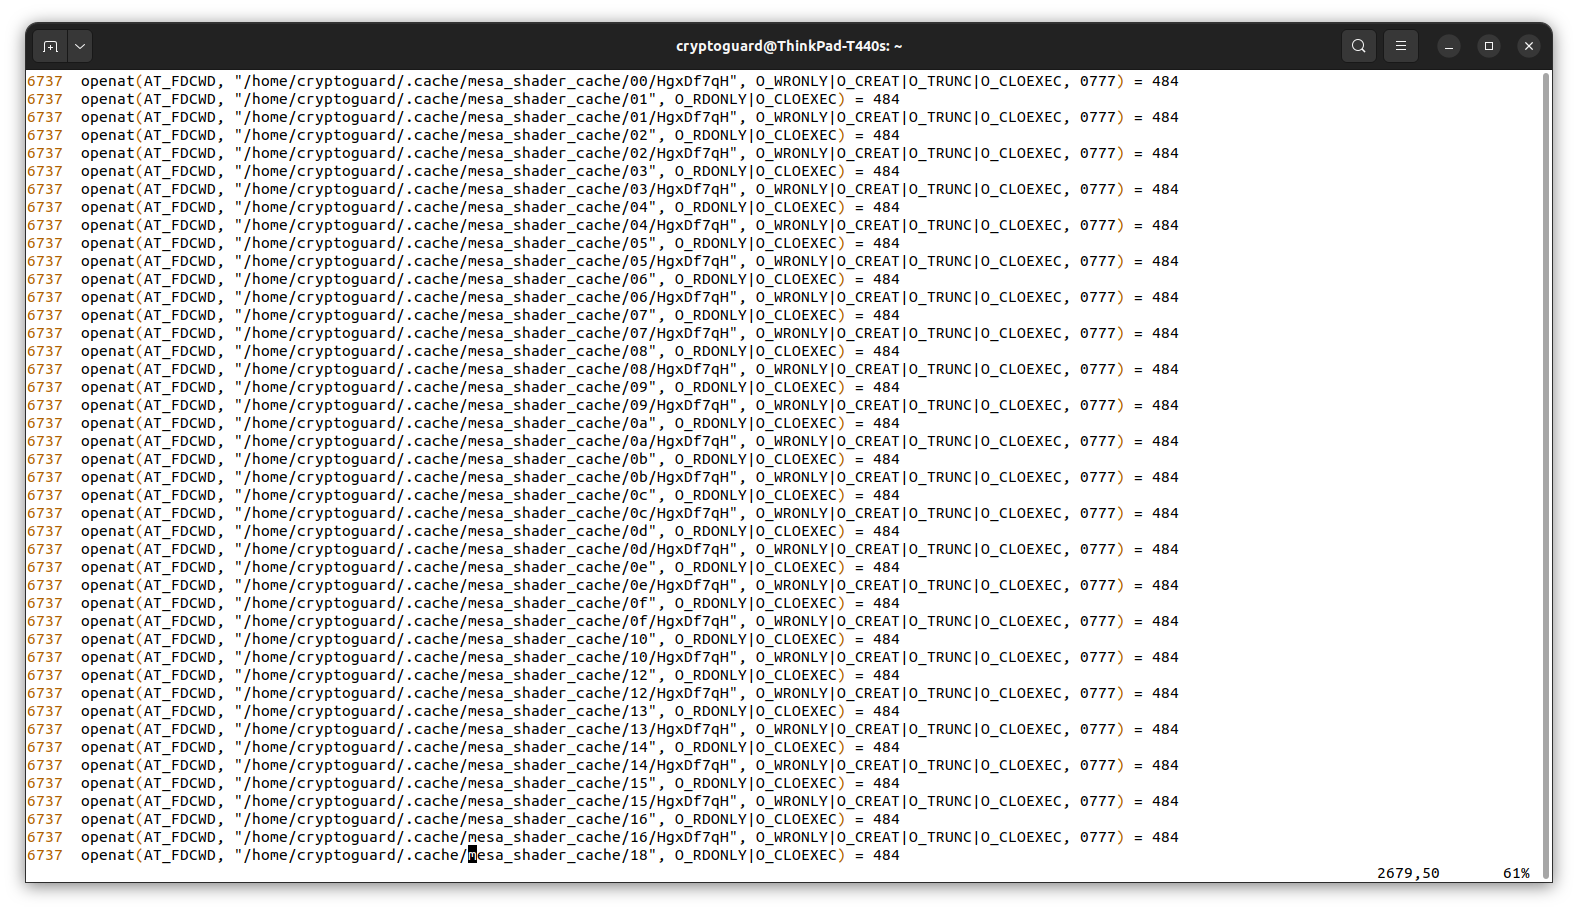 cryptoguard@ThinkPad-T440s: ~
6737  openat(AT_FDCWD, "/home/cryptoguard/.cache/mesa_shader_cache/00/HgxDf7qH", O_WRONLY|O_CREAT|O_TRUNC|O_CLOEXEC, 0777) = 484
6737  openat(AT_FDCWD, "/home/cryptoguard/.cache/mesa_shader_cache/01", O_RDONLY|O_CLOEXEC) = 484
6737  openat(AT_FDCWD, "/home/cryptoguard/.cache/mesa_shader_cache/01/HgxDf7qH", O_WRONLY|O_CREAT|O_TRUNC|O_CLOEXEC, 0777) = 484
6737  openat(AT_FDCWD, "/home/cryptoguard/.cache/mesa_shader_cache/02", O_RDONLY|O_CLOEXEC) = 484
6737  openat(AT_FDCWD, "/home/cryptoguard/.cache/mesa_shader_cache/02/HgxDf7qH", O_WRONLY|O_CREAT|O_TRUNC|O_CLOEXEC, 0777) = 484
6737  openat(AT_FDCWD, "/home/cryptoguard/.cache/mesa_shader_cache/03", O_RDONLY|O_CLOEXEC) = 484
6737  openat(AT_FDCWD, "/home/cryptoguard/.cache/mesa_shader_cache/03/HgxDf7qH", O_WRONLY|O_CREAT|O_TRUNC|O_CLOEXEC, 0777) = 484
6737  openat(AT_FDCWD, "/home/cryptoguard/.cache/mesa_shader_cache/04", O_RDONLY|O_CLOEXEC) = 484
6737  openat(AT_FDCWD, "/home/cryptoguard/.cache/mesa_shader_cache/04/HgxDf7qH", O_WRONLY|O_CREAT|O_TRUNC|O_CLOEXEC, 0777) = 484
6737  openat(AT_FDCWD, "/home/cryptoguard/.cache/mesa_shader_cache/05", O_RDONLY|O_CLOEXEC) = 484
6737  openat(AT_FDCWD, "/home/cryptoguard/.cache/mesa_shader_cache/05/HgxDf7qH", O_WRONLY|O_CREAT|O_TRUNC|O_CLOEXEC, 0777) = 484
6737  openat(AT_FDCWD, "/home/cryptoguard/.cache/mesa_shader_cache/06", O_RDONLY|O_CLOEXEC) = 484
6737  openat(AT_FDCWD, "/home/cryptoguard/.cache/mesa_shader_cache/06/HgxDf7qH", O_WRONLY|O_CREAT|O_TRUNC|O_CLOEXEC, 0777) = 484
6737  openat(AT_FDCWD, "/home/cryptoguard/.cache/mesa_shader_cache/07", O_RDONLY|O_CLOEXEC) = 484
6737  openat(AT_FDCWD, "/home/cryptoguard/.cache/mesa_shader_cache/07/HgxDf7qH", O_WRONLY|O_CREAT|O_TRUNC|O_CLOEXEC, 0777) = 484
6737  openat(AT_FDCWD, "/home/cryptoguard/.cache/mesa_shader_cache/08", O_RDONLY|O_CLOEXEC) = 484
6737  openat(AT_FDCWD, "/home/cryptoguard/.cache/mesa_shader_cache/08/HgxDf7qH", O_WRONLY|O_CREAT|O_TRUNC|O_CLOEXEC, 0777) = 484
6737  openat(AT_FDCWD, "/home/cryptoguard/.cache/mesa_shader_cache/09", O_RDONLY|O_CLOEXEC) = 484
6737  openat(AT_FDCWD, "/home/cryptoguard/.cache/mesa_shader_cache/09/HgxDf7qH", O_WRONLY|O_CREAT|O_TRUNC|O_CLOEXEC, 0777) = 484
6737  openat(AT_FDCWD, "/home/cryptoguard/.cache/mesa_shader_cache/0a", O_RDONLY|O_CLOEXEC) = 484
6737  openat(AT_FDCWD, "/home/cryptoguard/.cache/mesa_shader_cache/0a/HgxDf7qH", O_WRONLY|O_CREAT|O_TRUNC|O_CLOEXEC, 0777) = 484
6737  openat(AT_FDCWD, "/home/cryptoguard/.cache/mesa_shader_cache/0b", O_RDONLY|O_CLOEXEC) = 484
6737  openat(AT_FDCWD, "/home/cryptoguard/.cache/mesa_shader_cache/0b/HgxDf7qH", O_WRONLY|O_CREAT|O_TRUNC|O_CLOEXEC, 0777) = 484
6737  openat(AT_FDCWD, "/home/cryptoguard/.cache/mesa_shader_cache/0c", O_RDONLY|O_CLOEXEC) = 484
6737  openat(AT_FDCWD, "/home/cryptoguard/.cache/mesa_shader_cache/0c/HgxDf7qH", O_WRONLY|O_CREAT|O_TRUNC|O_CLOEXEC, 0777) = 484
6737  openat(AT_FDCWD, "/home/cryptoguard/.cache/mesa_shader_cache/0d", O_RDONLY|O_CLOEXEC) = 484
6737  openat(AT_FDCWD, "/home/cryptoguard/.cache/mesa_shader_cache/0d/HgxDf7qH", O_WRONLY|O_CREAT|O_TRUNC|O_CLOEXEC, 0777) = 484
6737  openat(AT_FDCWD, "/home/cryptoguard/.cache/mesa_shader_cache/0e", O_RDONLY|O_CLOEXEC) = 484
6737  openat(AT_FDCWD, "/home/cryptoguard/.cache/mesa_shader_cache/0e/HgxDf7qH", O_WRONLY|O_CREAT|O_TRUNC|O_CLOEXEC, 0777) = 484
6737  openat(AT_FDCWD, "/home/cryptoguard/.cache/mesa_shader_cache/0f", O_RDONLY|O_CLOEXEC) = 484
6737  openat(AT_FDCWD, "/home/cryptoguard/.cache/mesa_shader_cache/0f/HgxDf7qH", O_WRONLY|O_CREAT|O_TRUNC|O_CLOEXEC, 0777) = 484
6737  openat(AT_FDCWD, "/home/cryptoguard/.cache/mesa_shader_cache/10", O_RDONLY|O_CLOEXEC) = 484
6737  openat(AT_FDCWD, "/home/cryptoguard/.cache/mesa_shader_cache/10/HgxDf7qH", O_WRONLY|O_CREAT|O_TRUNC|O_CLOEXEC, 0777) = 484
6737  openat(AT_FDCWD, "/home/cryptoguard/.cache/mesa_shader_cache/12", O_RDONLY|O_CLOEXEC) = 484
6737  openat(AT_FDCWD, "/home/cryptoguard/.cache/mesa_shader_cache/12/HgxDf7qH", O_WRONLY|O_CREAT|O_TRUNC|O_CLOEXEC, 0777) = 484
6737  openat(AT_FDCWD, "/home/cryptoguard/.cache/mesa_shader_cache/13", O_RDONLY|O_CLOEXEC) = 484
6737  openat(AT_FDCWD, "/home/cryptoguard/.cache/mesa_shader_cache/13/HgxDf7qH", O_WRONLY|O_CREAT|O_TRUNC|O_CLOEXEC, 0777) = 484
6737  openat(AT_FDCWD, "/home/cryptoguard/.cache/mesa_shader_cache/14", O_RDONLY|O_CLOEXEC) = 484
6737  openat(AT_FDCWD, "/home/cryptoguard/.cache/mesa_shader_cache/14/HgxDf7qH", O_WRONLY|O_CREAT|O_TRUNC|O_CLOEXEC, 0777) = 484
6737  openat(AT_FDCWD, "/home/cryptoguard/.cache/mesa_shader_cache/15", O_RDONLY|O_CLOEXEC) = 484
6737  openat(AT_FDCWD, "/home/cryptoguard/.cache/mesa_shader_cache/15/HgxDf7qH", O_WRONLY|O_CREAT|O_TRUNC|O_CLOEXEC, 0777) = 484
6737  openat(AT_FDCWD, "/home/cryptoguard/.cache/mesa_shader_cache/16", O_RDONLY|O_CLOEXEC) = 484
6737  openat(AT_FDCWD, "/home/cryptoguard/.cache/mesa_shader_cache/16/HgxDf7qH", O_WRONLY|O_CREAT|O_TRUNC|O_CLOEXEC, 0777) = 484
6737  openat(AT_FDCWD, "/home/cryptoguard/.cache/mesa_shader_cache/18", O_RDONLY|O_CLOEXEC) = 484
2679,50 61%